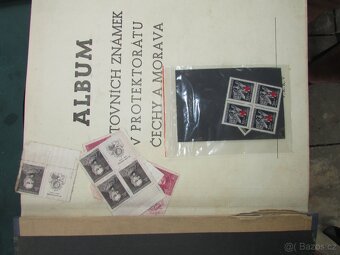 ALBUM
TOVNÍCH ZNÁMEK
V PROTEKTORÁTU
ČECHY A MORAVA
Bazoš.cz